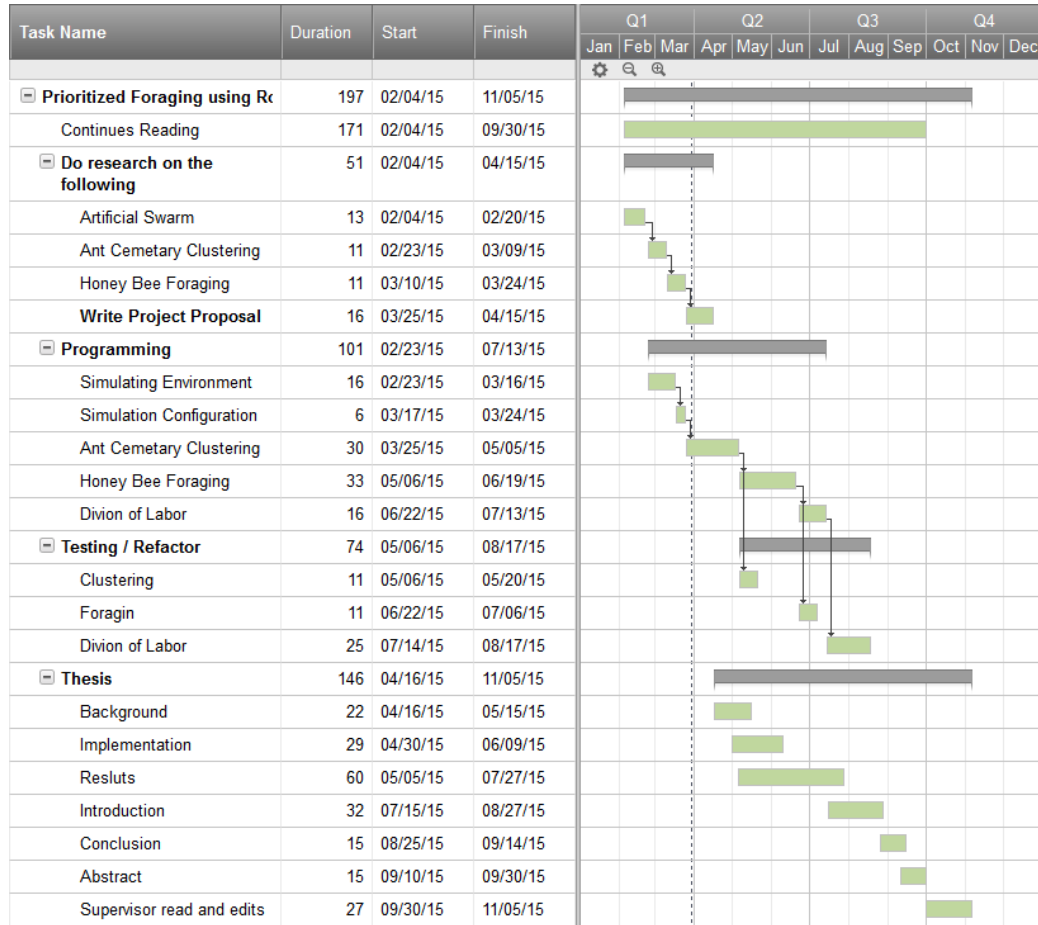 Task Name Duration Start Finish Q1 Q2 Q3 Q4
Jan Feb Mar Apr May Jun Jul Aug Sep Oct Nov Dec
Prioritized Foraging using 197 02/04/15 11/05/15
Continues Reading 171 02/04/15 09/30/15
Do research on the 51 02/04/15 04/15/15
following
Artificial Swarm 13 02/04/15 02/20/15
Ant Cemetary Clustering 11 02/23/15 03/09/15
Honey Bee Foraging 11 03/10/15 03/24/15
Write Project Proposal 16 03/25/15 04/15/15
Programming 101 02/23/15 07/13/15
Simulating Environment 16 02/23/15 03/16/15
Simulation Configuration 6 03/17/15 03/24/15
Ant Cemetary Clustering 30 03/25/15 05/05/15
Honey Bee Foraging 33 05/06/15 06/19/15
Divion of Labor 16 06/22/15 07/13/15
Testing / Refactor 74 05/06/15 08/17/15
Clustering 11 05/06/15 05/20/15
Foragin 11 06/22/15 07/06/15
Divion of Labor 25 07/14/15 08/17/15
Thesis 146 04/16/15 11/05/15
Background 22 04/16/15 05/15/15
Implementation 29 04/30/15 06/09/15
Resluts 60 05/05/15 07/27/15
Introduction 32 07/15/15 08/27/15
Conclusion 15 08/25/15 09/14/15
Abstract 15 09/10/15 09/30/15
Supervisor read and edits 27 09/30/15 11/05/15